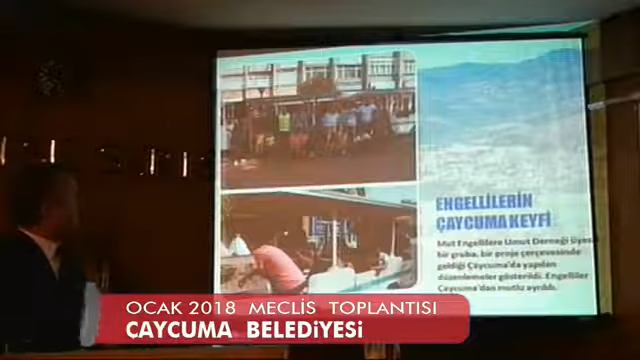 ENGELLİLERİN
ÇAYCUMA KEYFİ
Mut Engellilere Umut Derneği üyesi
bir gruba, bir proje çerçevesinde
geldiği Çaycuma'da yapılan
düzenlemeler gösterildi. Engelliler
Çaycuma'dan mutlu ayrıldı.
OCAK 2018 MECLİS TOPLANTISI
ÇAYCUMA BELEDİYESİ